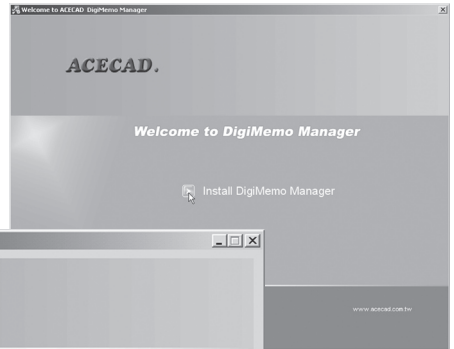 Welcome to ACECAD DigiMemo Manager
ACECAD.
Welcome to DigiMemo Manager
Install DigiMemo Manager
www.acecad.com.tw